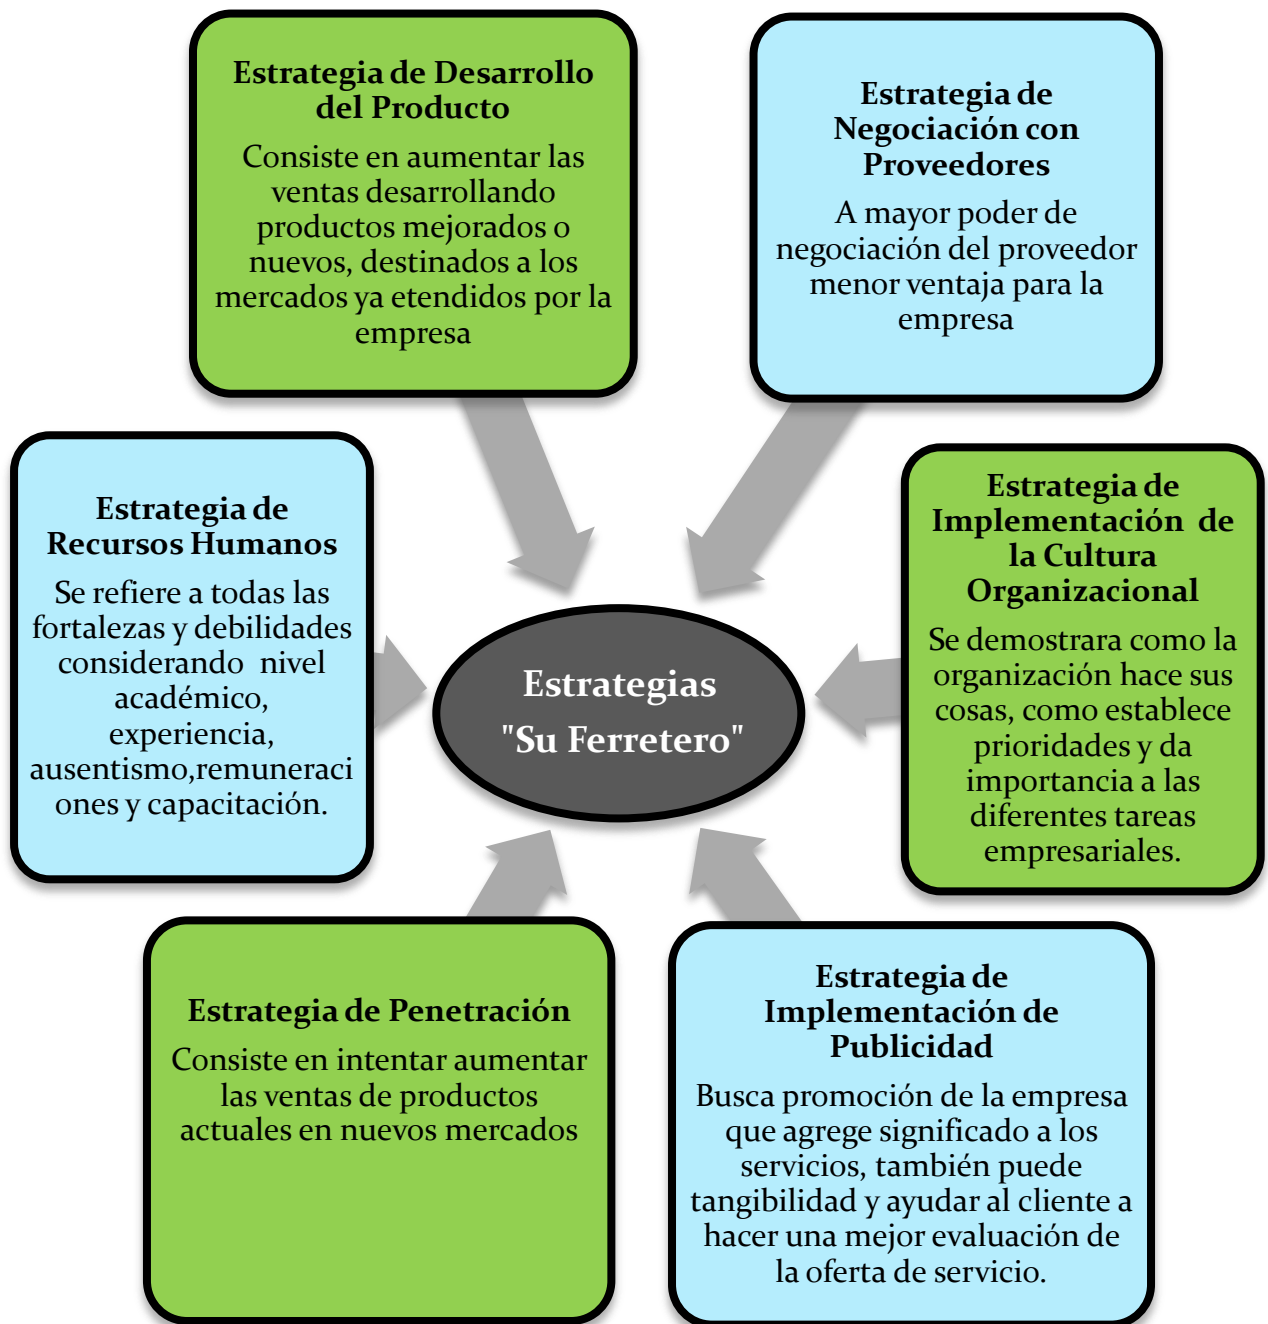 Estrategia de Desarrollo
del Producto
Consiste en aumentar las
ventas desarrollando
productos mejorados o
nuevos, destinados a los
mercados ya etendidos por la
empresa
Estrategia de
Negociación con
Proveedores
A mayor poder de
negociación del proveedor
menor ventaja para la
empresa
Estrategia de
Recursos Humanos
Se refiere a todas las
fortalezas y debilidades
considerando nivel
académico,
experiencia,
ausentismo,remuneraci
ones y capacitación.
Estrategias
"Su Ferretero"
Estrategia de
Implementación de
la Cultura
Organizacional
Se demostrara como la
organización hace sus
cosas, como establece
prioridades y da
importancia a las
diferentes tareas
empresariales.
Estrategia de Penetración
Consiste en intentar aumentar
las ventas de productos
actuales en nuevos mercados
Estrategia de
Implementación de
Publicidad
Busca promoción de la empresa
que agrege significado a los
servicios, también puede
tangibilidad y ayudar al cliente a
hacer una mejor evaluación de
la oferta de servicio.